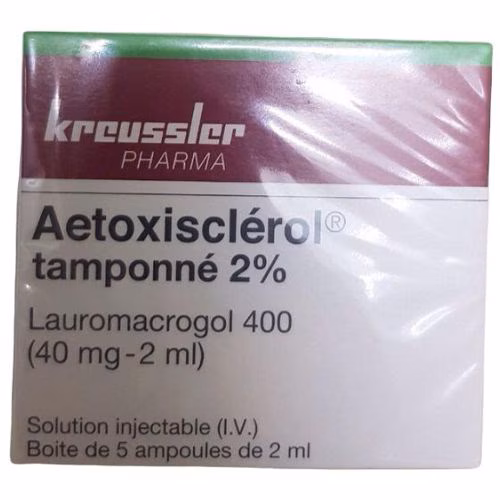 kreussler
PHARMA
Aetoxisclérol®
tamponné 2%
Lauromacrogol 400
(40 mg-2 ml)
Solution injectable (I.V.)
Boite de 5 ampoules de 2 ml